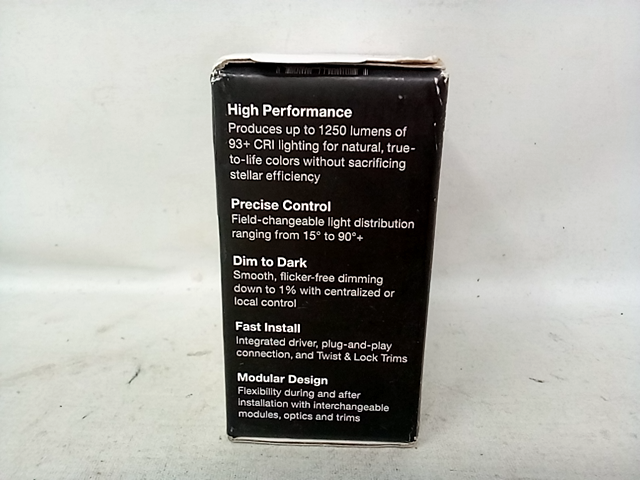 High Performance
Produces up to 1250 lumens of
93+ CRI lighting for natural, true-
to-life colors without sacrificing
stellar efficiency
Precise Control
Field-changeable light distribution
ranging from 15° to 90°+
Dim to Dark
Smooth, flicker-free dimming
down to 1% with centralized or
local control
Fast Install
Integrated driver, plug-and-play
connection, and Twist & Lock Trims
Modular Design
Flexibility during and after
installation with interchangeable
modules, optics and trims